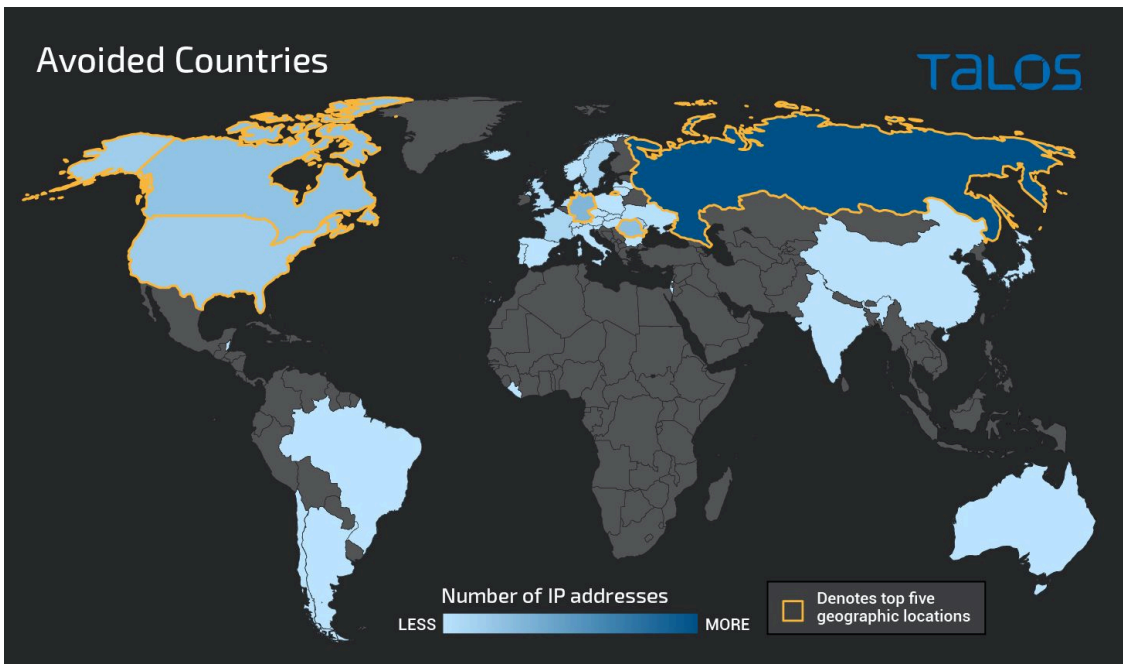 Avoided Countries
TALOS
Number of IP addresses
LESS
MORE
Denotes top five
geographic locations